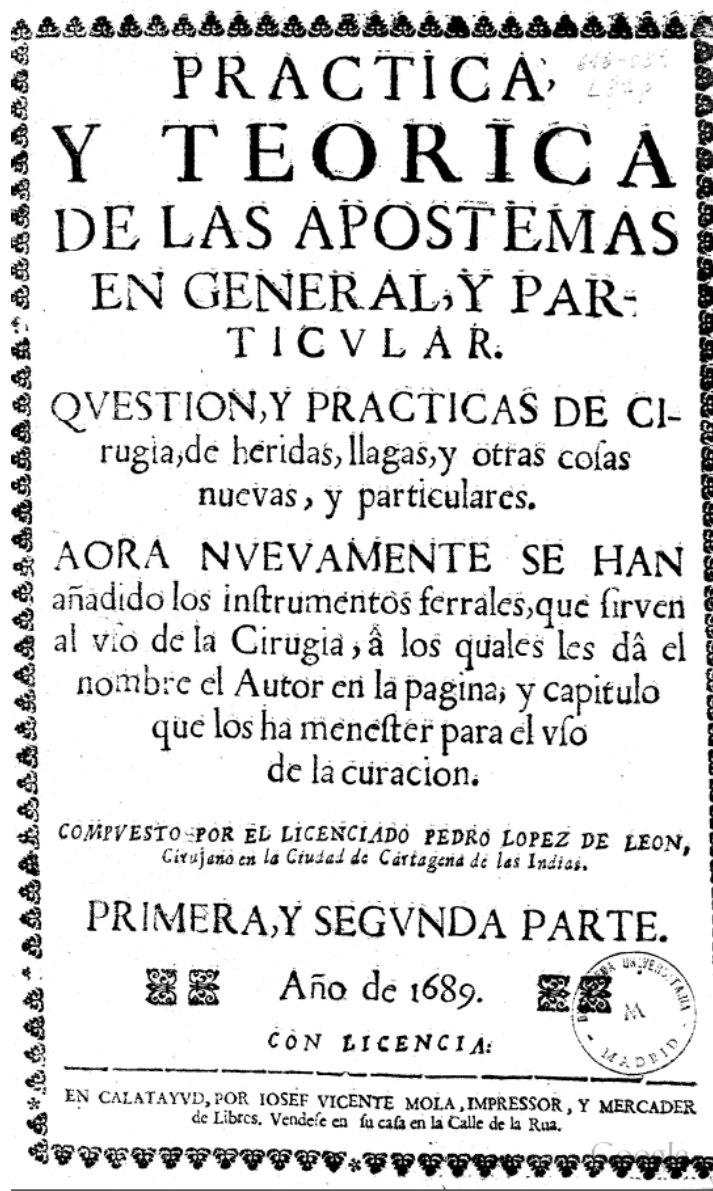 PRACTICA,
Y TEORICA
DE LAS APOSTEMAS
EN GENERAL, Y PAR-
TICVLAR.
QVESTION, Y PRACTICAS DE CI-
rugia, de heridas, llagas, y otras coſas
nuevas, y particulares.
AORA NVEVAMENTE SE HAN
añadido los inſtrumentos ferrales, que ſirven
al vſo de la Cirugia, â los quales les dâ el
nombre el Autor en la pagina, y capitulo
que los ha meneſter para el vſo
de la curacion.
COMPVESTO POR EL LICENCIADO PEDRO LOPEZ DE LEON,
Cirujano en la Ciudad de Cartagena de las Indias.
PRIMERA, Y SEGVNDA PARTE.
Año de 1689.
CON LICENCIA:
EN CALATAYVD, POR IOSEF VICENTE MOLA, IMPRESSOR, Y MERCADER
de Libros. Vendeſe en ſu caſa en la Calle de la Rua.
UNIVERSITARIA
MADRID
Google